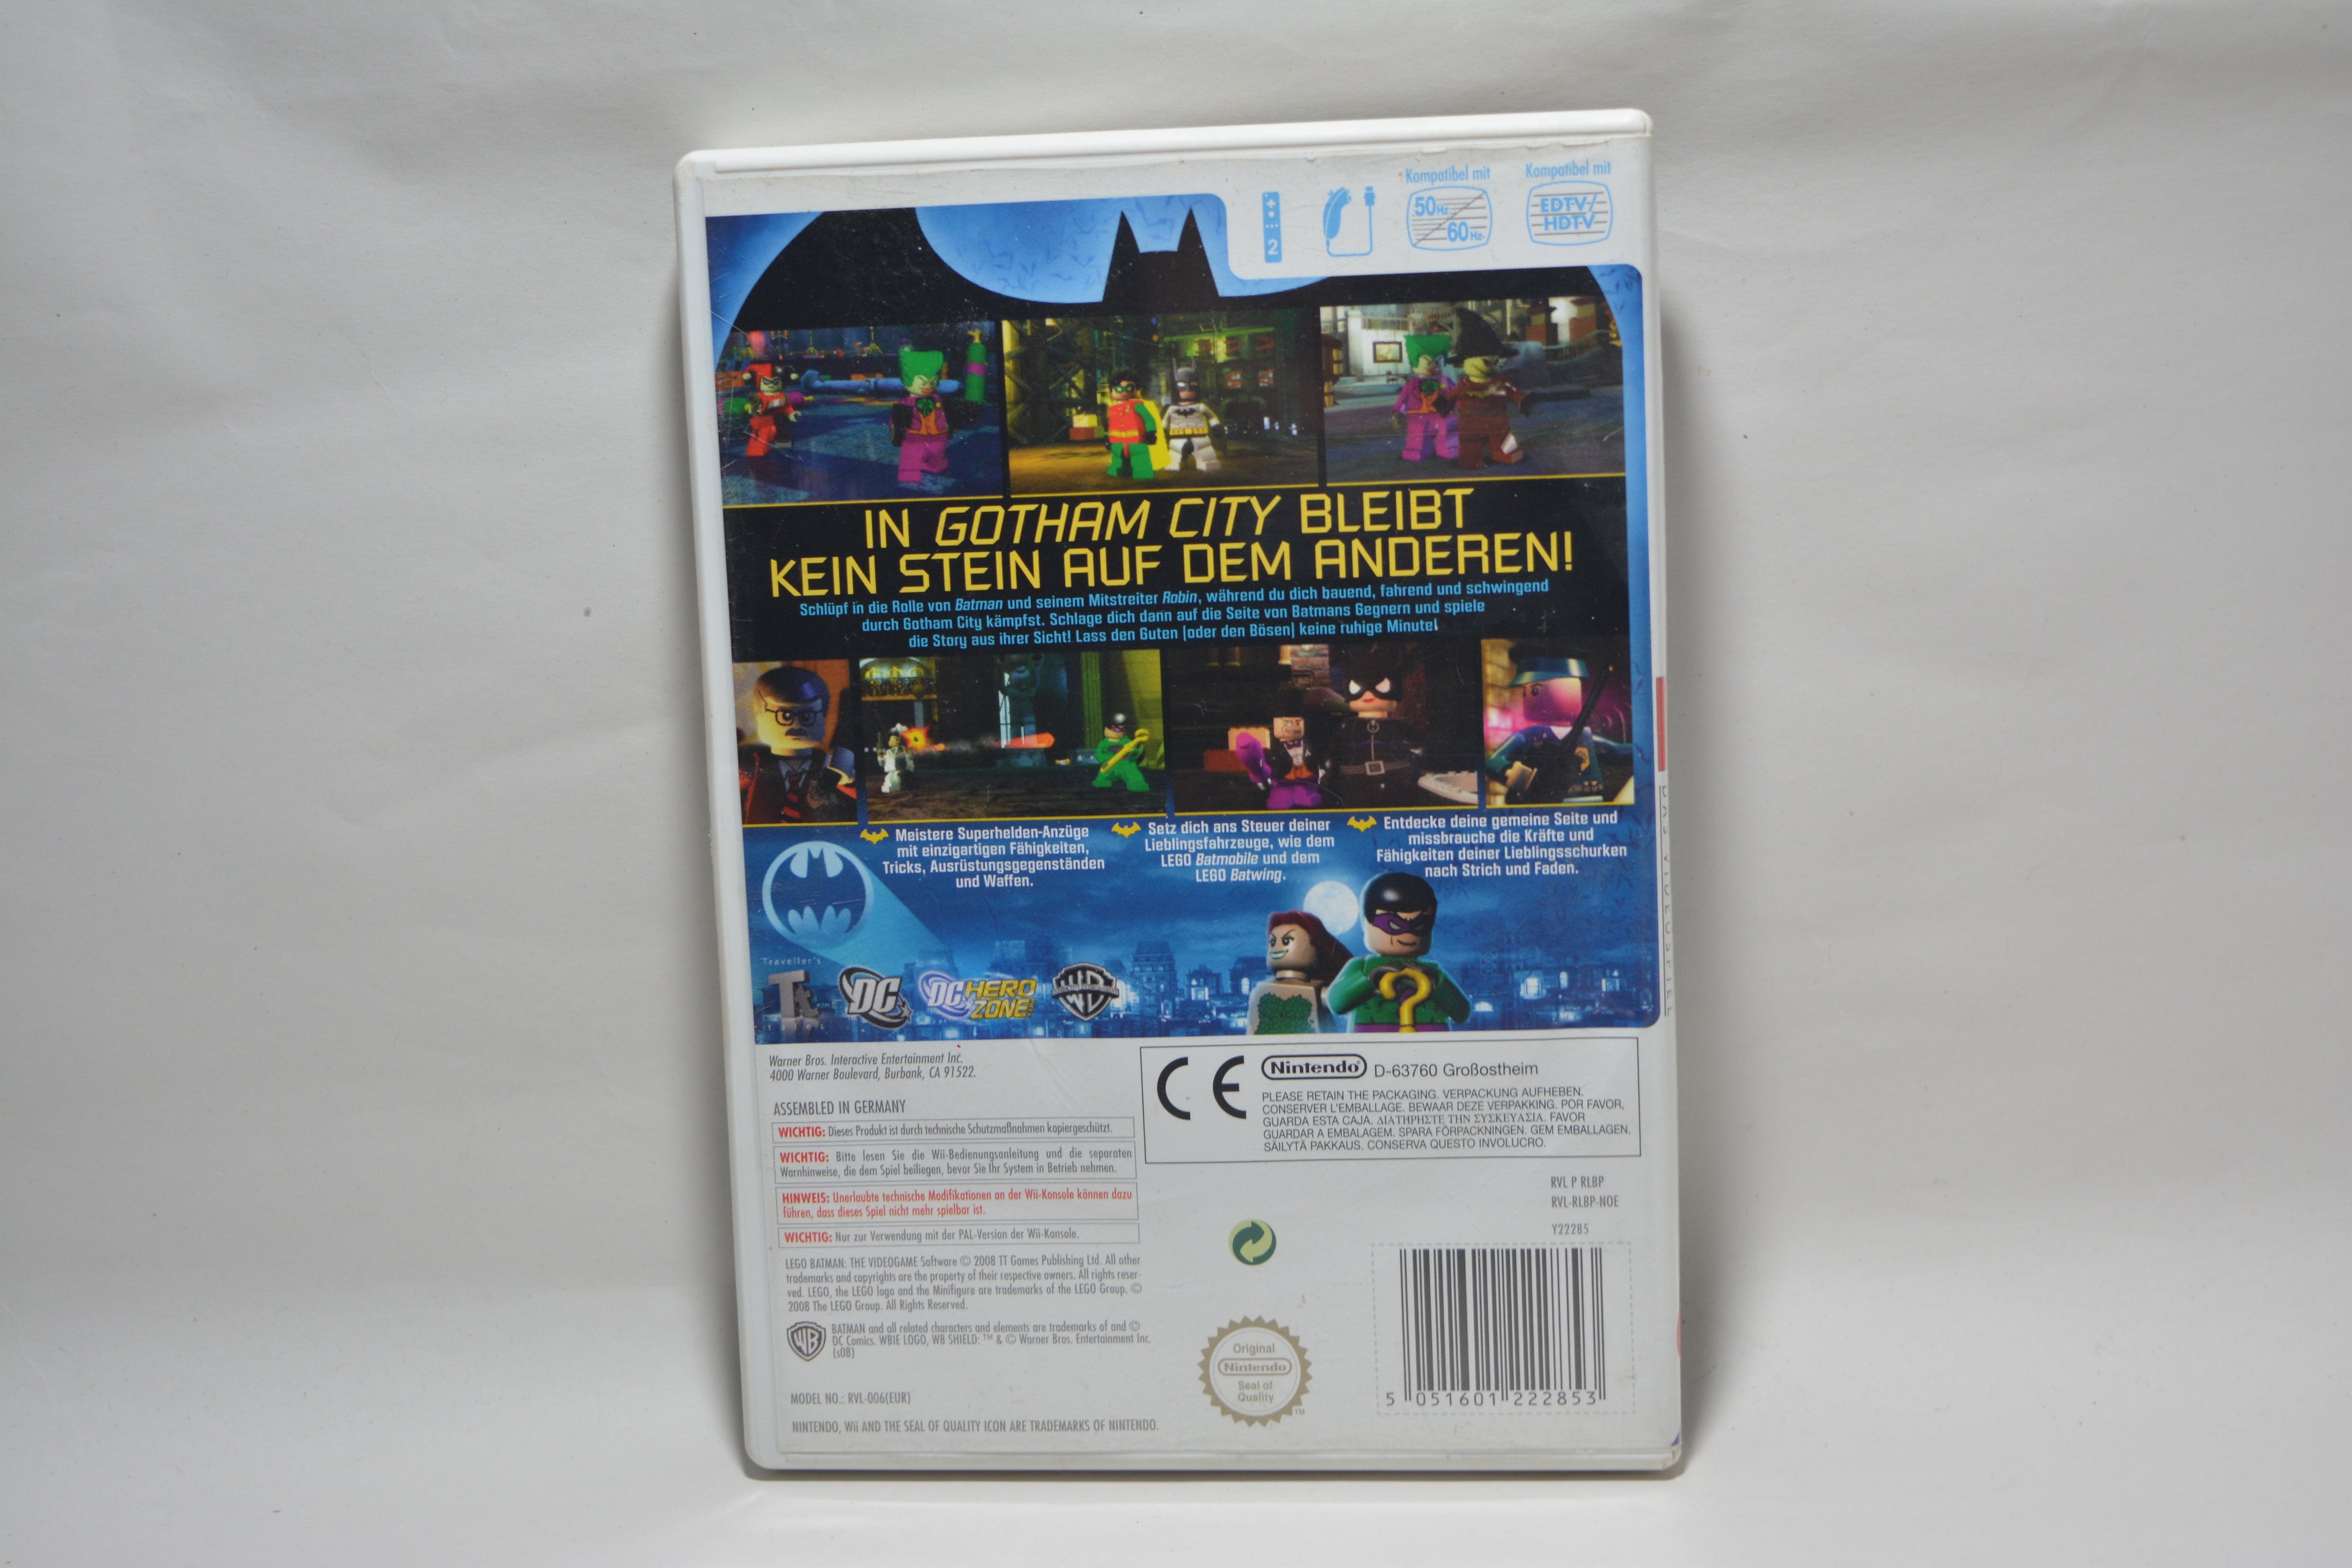 Kompatibel mit
50Hz
60Hz
Kompatibel mit
EDTV/
HDTV
2
IN GOTHAM CITY BLEIBT
KEIN STEIN AUF DEM ANDEREN!
Schlüpf in die Rolle von Batman und seinem Mitstreiter Robin, während du dich bauend, fahrend und schwingend
durch Gotham City kämpfst. Schlage dich dann auf die Seite von Batmans Gegnern und spiele
die Story aus ihrer Sicht! Lass den Guten (oder den Bösen) keine ruhige Minute!
Meistere Superhelden-Anzüge
mit einzigartigen Fähigkeiten,
Tricks, Ausrüstungsgegenständen
und Waffen.
Setz dich ans Steuer deiner
Lieblingsfahrzeuge, wie dem
LEGO Batmobile und dem
LEGO Batwing.
Entdecke deine gemeine Seite und
missbrauche die Kräfte und
Fähigkeiten deiner Lieblingsschurken
nach Strich und Faden.
Traveller's
Tt
DC
DC HERO
ZONE
WB
Warner Bros. Interactive Entertainment Inc.
4000 Warner Boulevard, Burbank, CA 91522.
ASSEMBLED IN GERMANY
WICHTIG: Dieses Produkt ist durch technische Schutzmaßnahmen kopiergeschützt.
WICHTIG: Bitte lesen Sie die Wii-Bedienungsanleitung und die separaten
Warnhinweise, die dem Spiel beiliegen, bevor Sie Ihr System in Betrieb nehmen.
HINWEIS: Unerlaubte technische Modifikationen an der Wii-Konsole können dazu
führen, dass dieses Spiel nicht mehr spielbar ist.
WICHTIG: Nur zur Verwendung mit der PAL-Version der Wii-Konsole.
LEGO BATMAN: THE VIDEOGAME Software © 2008 TT Games Publishing Ltd. All other
trademarks and copyrights are the property of their respective owners. All rights reser-
ved. LEGO, the LEGO logo and the Minifigure are trademarks of the LEGO Group. ©
2008 The LEGO Group. All Rights Reserved.
WB
BATMAN and all related characters and elements are trademarks of and ©
DC Comics. WBIE LOGO, WB SHIELD: ™ & © Warner Bros. Entertainment Inc.
(s08)
MODEL NO.: RVL-006(EUR)
NINTENDO, Wii AND THE SEAL OF QUALITY ICON ARE TRADEMARKS OF NINTENDO.
CE
Nintendo D-63760 Großostheim
PLEASE RETAIN THE PACKAGING. VERPACKUNG AUFHEBEN.
CONSERVER L'EMBALLAGE. BEWAAR DEZE VERPAKKING. POR FAVOR,
GUARDA ESTA CAJA. ΔΙΑΤΗΡΗΣΤΕ ΤΗΝ ΣΥΣΚΕΥΑΣΙΑ. FAVOR
GUARDAR A EMBALAGEM. SPARA FÖRPACKNINGEN. GEM EMBALLAGEN.
SÄILYTÄ PAKKAUS. CONSERVA QUESTO INVOLUCRO.
RVL P RLBP
RVL-RLBP-NOE
Y22285
Original
Nintendo
Seal of
Quality
TM
5 051601 222853